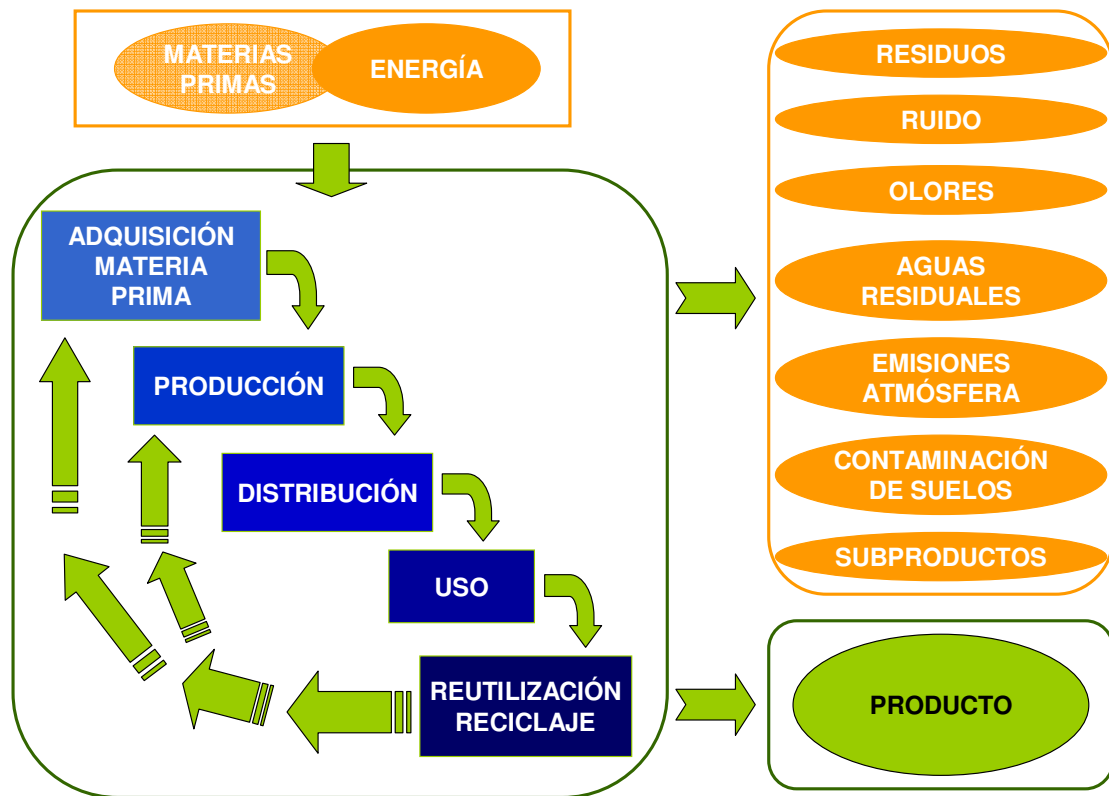 MATERIAS
PRIMAS
ENERGÍA
ADQUISICIÓN
MATERIA
PRIMA
PRODUCCIÓN
DISTRIBUCIÓN
USO
REUTILIZACIÓN
RECICLAJE
RESIDUOS
RUIDO
OLORES
AGUAS
RESIDUALES
EMISIONES
ATMÓSFERA
CONTAMINACIÓN
DE SUELOS
SUBPRODUCTOS
PRODUCTO